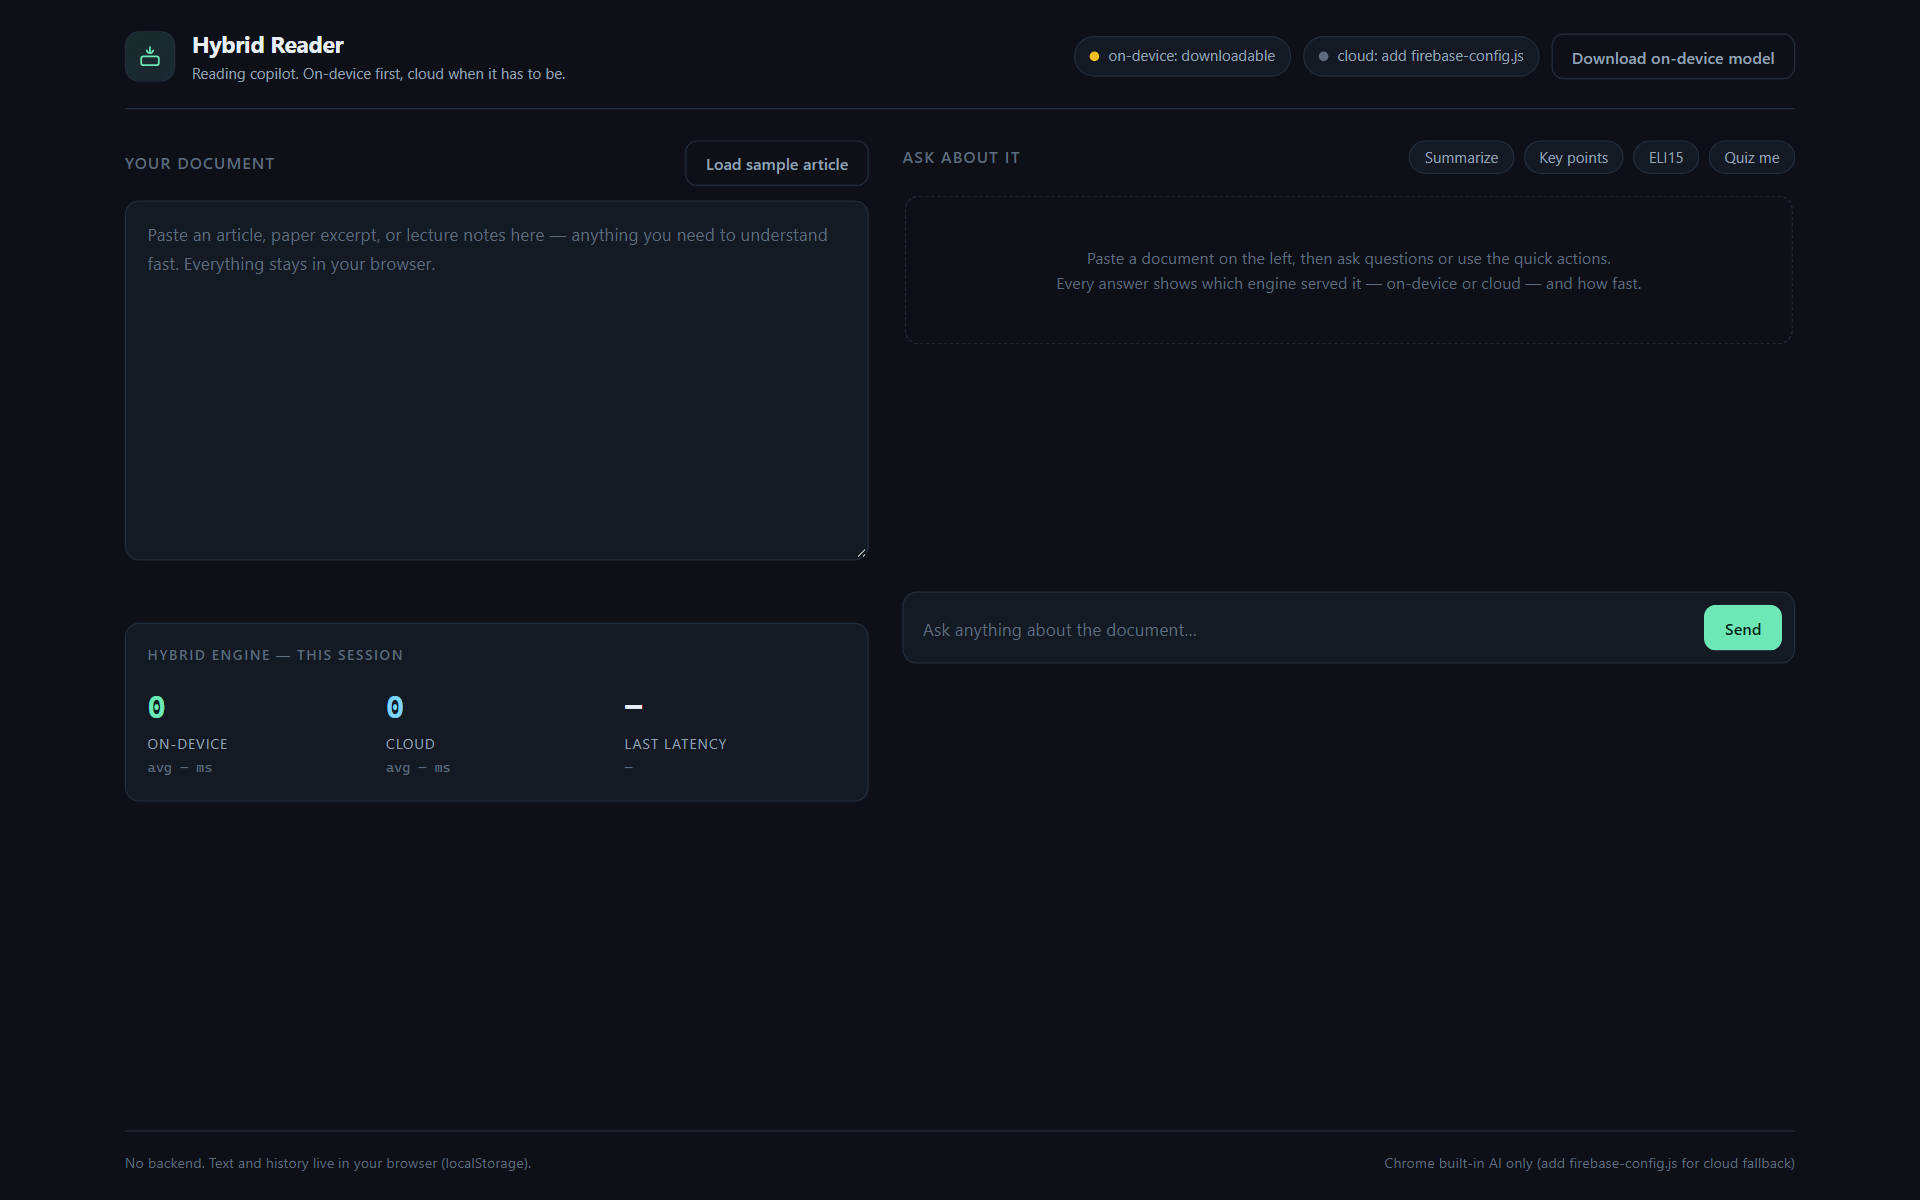 Hybrid Reader
Reading copilot. On-device first, cloud when it has to be.
on-device: downloadable
cloud: add firebase-config.js
Download on-device model
YOUR DOCUMENT
Load sample article
Paste an article, paper excerpt, or lecture notes here — anything you need to understand
fast. Everything stays in your browser.
HYBRID ENGINE — THIS SESSION
0
ON-DEVICE
avg — ms
0
CLOUD
avg — ms
—
LAST LATENCY
—
ASK ABOUT IT
Summarize
Key points
ELI15
Quiz me
Paste a document on the left, then ask questions or use the quick actions.
Every answer shows which engine served it — on-device or cloud — and how fast.
Ask anything about the document...
Send
No backend. Text and history live in your browser (localStorage).
Chrome built-in AI only (add firebase-config.js for cloud fallback)